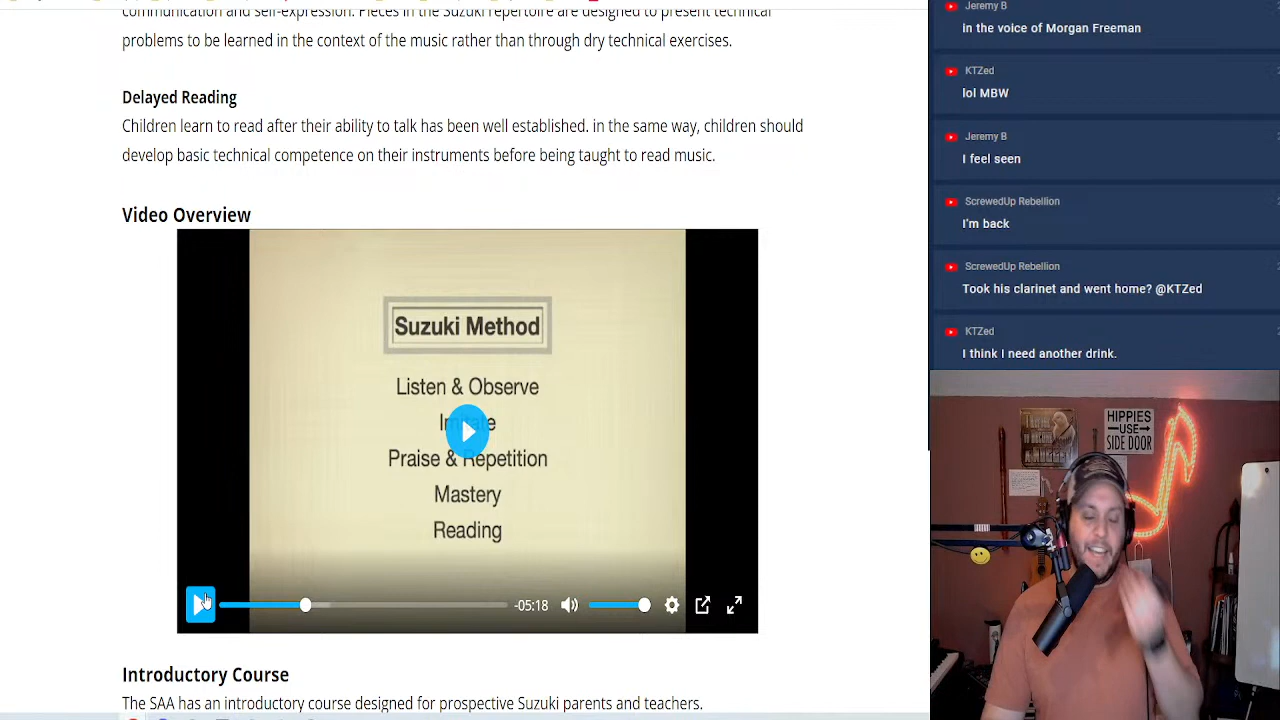 communication and self-expression. Pieces in the Suzuki repertoire are designed to present technical
problems to be learned in the context of the music rather than through dry technical exercises.
Delayed Reading
Children learn to read after their ability to talk has been well established. in the same way, children should
develop basic technical competence on their instruments before being taught to read music.
Video Overview
Suzuki Method
Listen & Observe
Imitate
Praise & Repetition
Mastery
Reading
-05:18
Introductory Course
The SAA has an introductory course designed for prospective Suzuki parents and teachers.
Jeremy B
in the voice of Morgan Freeman
KTZed
lol MBW
Jeremy B
I feel seen
ScrewedUp Rebellion
I'm back
ScrewedUp Rebellion
Took his clarinet and went home? @KTZed
KTZed
I think I need another drink.
HIPPIES
USE
SIDE DOOR